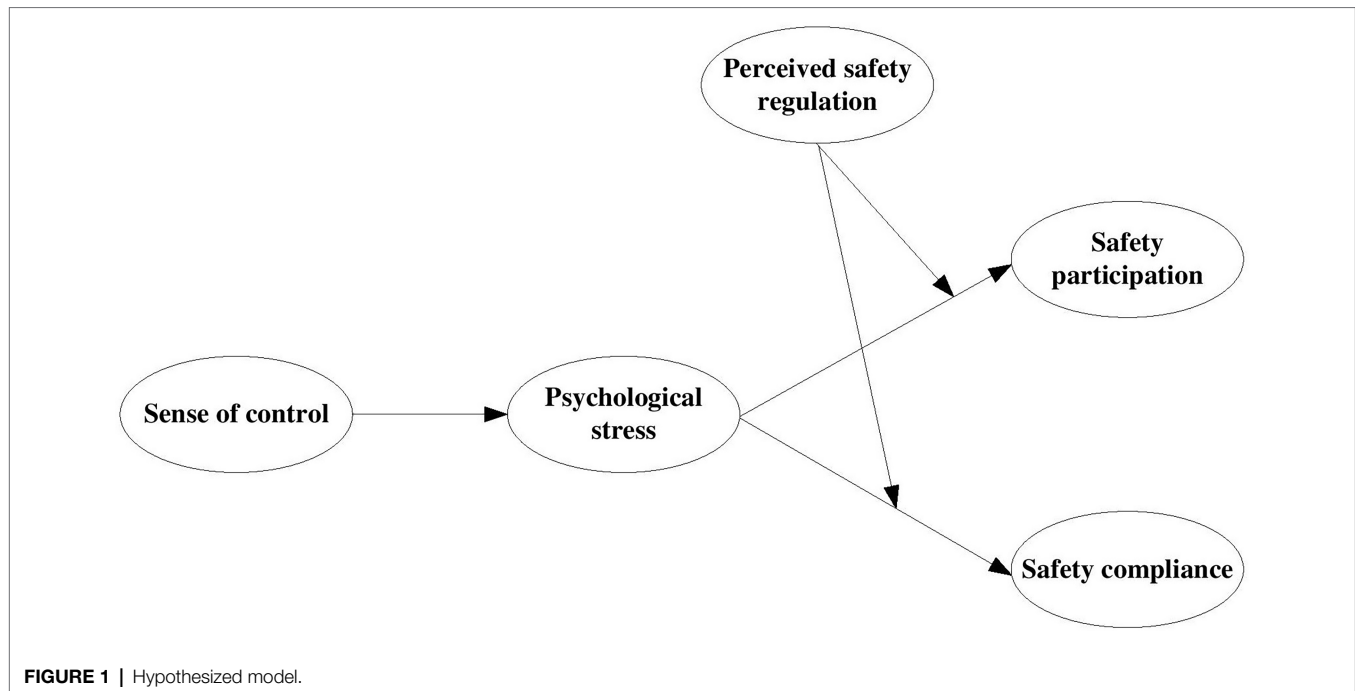 Perceived safety
regulation
Safety
participation
Sense of control
Psychological
stress
Safety compliance
FIGURE 1 | Hypothesized model.